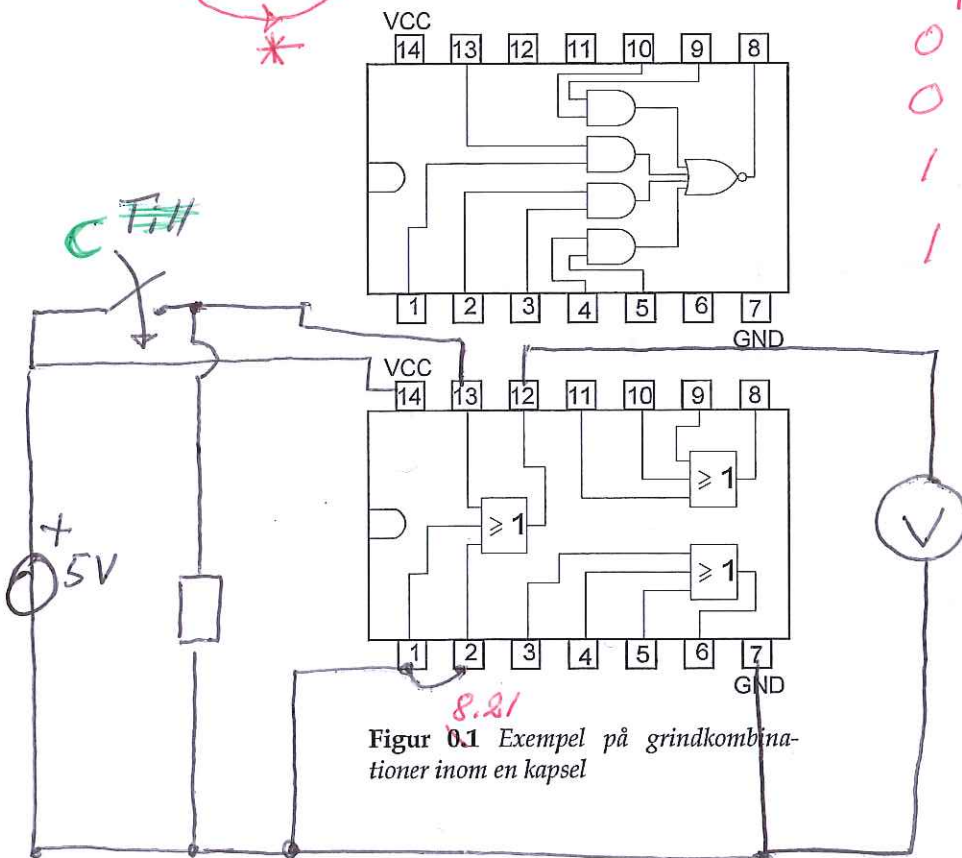 *
0
0
1
1
VCC
14 13 12 11 10 9 8
1 2 3 4 5 6 7
GND
C Till
VCC
14 13 12 11 10 9 8
≥ 1
≥ 1
≥ 1
+
5V
V
1 2 3 4 5 6 7
GND
8.21
Figur 0.1 Exempel på grindkombina-
tioner inom en kapsel